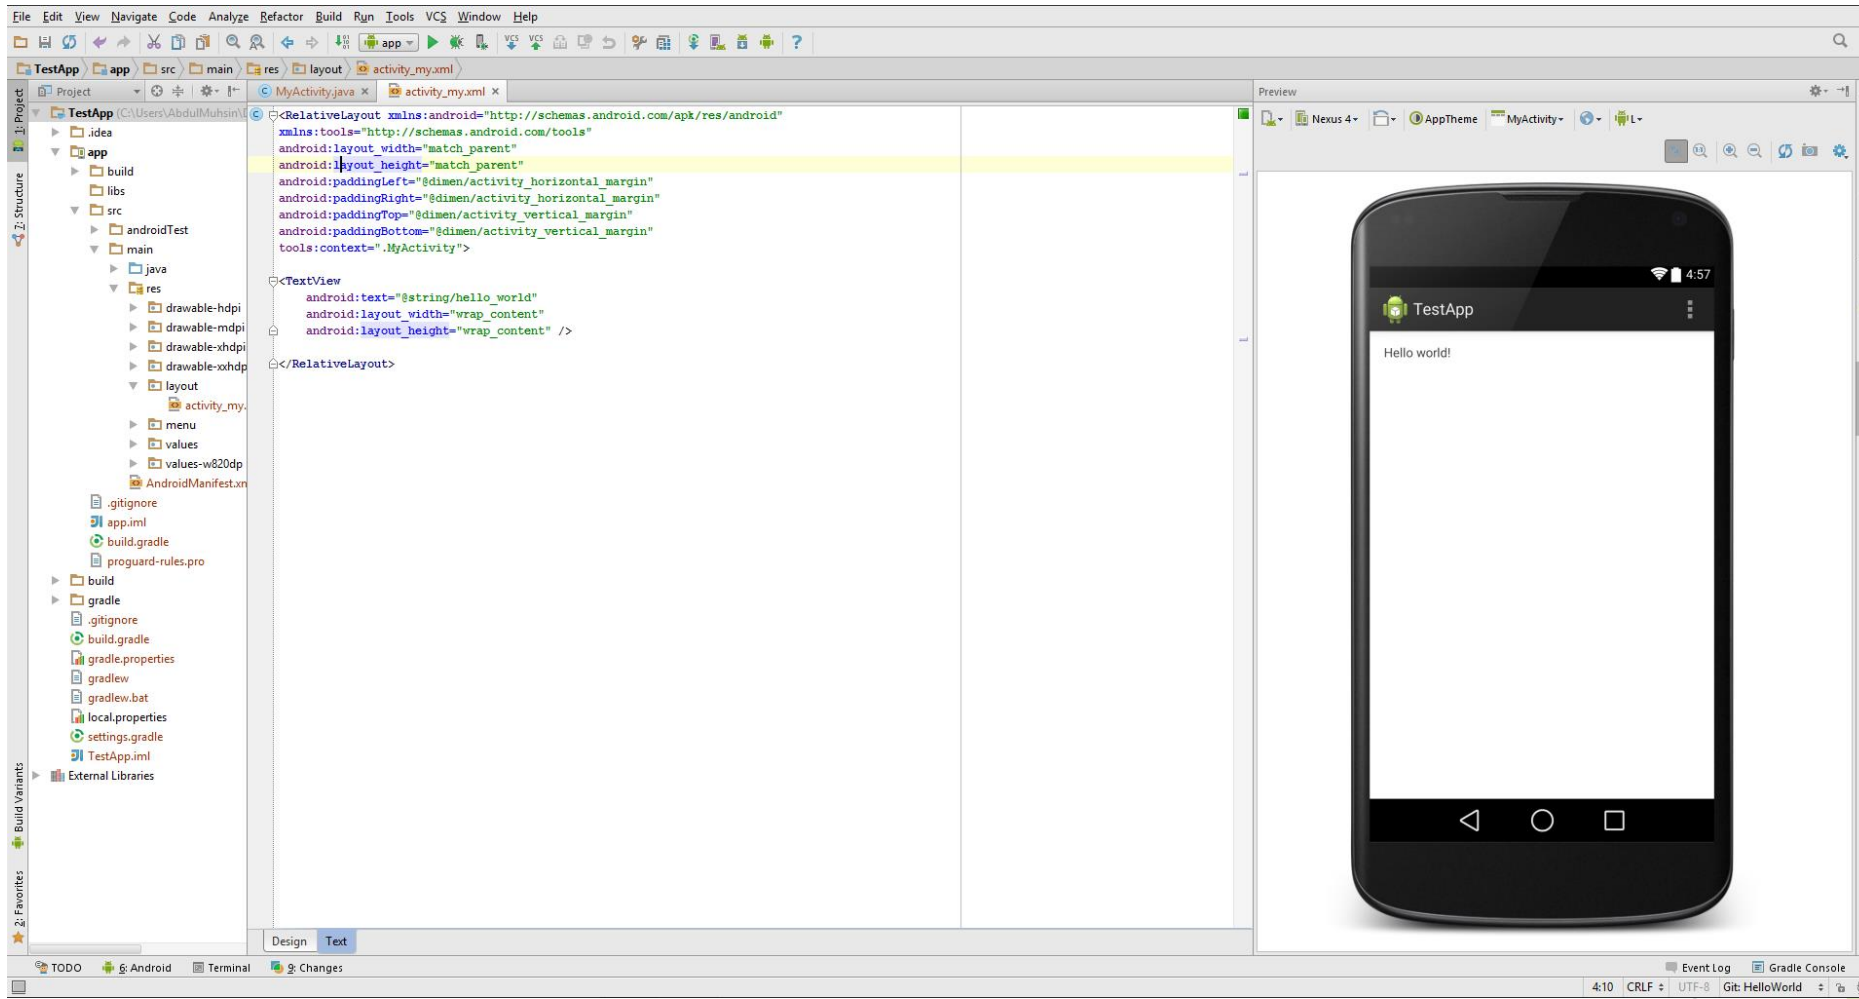 File Edit View Navigate Code Analyze Refactor Build Run Tools VCS Window Help
app
TestApp app src main res layout activity_my.xml
Project
MyActivity.java
activity_my.xml
1: Project
7: Structure
Build Variants
2: Favorites
TestApp (C:\Users\AbdulMuhsin\
.idea
app
build
libs
src
androidTest
main
java
res
drawable-hdpi
drawable-mdpi
drawable-xhdpi
drawable-xxhdp
layout
activity_my.
menu
values
values-w820dp
AndroidManifest.xn
.gitignore
app.iml
build.gradle
proguard-rules.pro
build
gradle
.gitignore
build.gradle
gradle.properties
gradlew
gradlew.bat
local.properties
settings.gradle
TestApp.iml
External Libraries
<RelativeLayout xmlns:android="http://schemas.android.com/apk/res/android"
xmlns:tools="http://schemas.android.com/tools"
android:layout_width="match_parent"
android:layout_height="match_parent"
android:paddingLeft="@dimen/activity_horizontal_margin"
android:paddingRight="@dimen/activity_horizontal_margin"
android:paddingTop="@dimen/activity_vertical_margin"
android:paddingBottom="@dimen/activity_vertical_margin"
tools:context=".MyActivity">
<TextView
android:text="@string/hello_world"
android:layout_width="wrap_content"
android:layout_height="wrap_content" />
</RelativeLayout>
Design Text
Preview
Nexus 4 AppTheme MyActivity L
4:57
TestApp
Hello world!
TODO 6: Android Terminal 9: Changes
Event Log Gradle Console
4:10 CRLF UTF-8 Git: HelloWorld